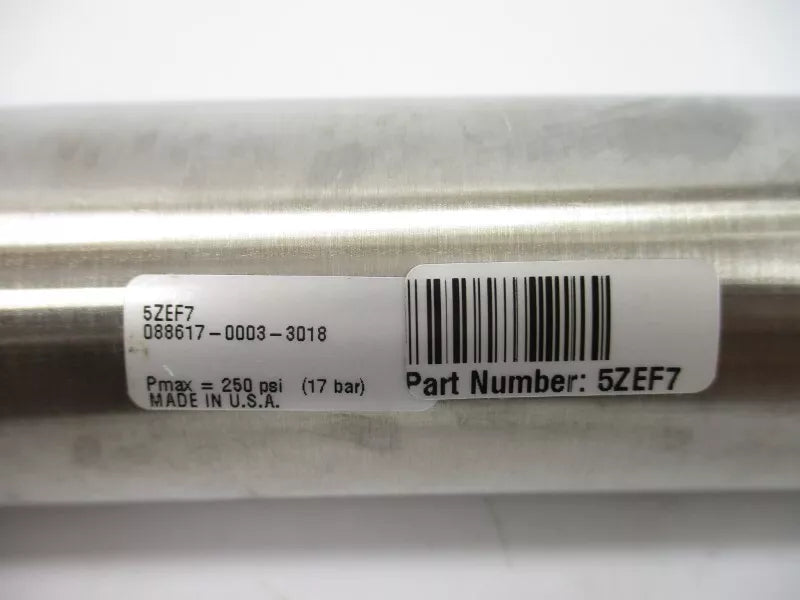 5ZEF7
088617-0003-3018
Pmax = 250 psi (17 bar)
MADE IN U.S.A.
Part Number: 5ZEF7